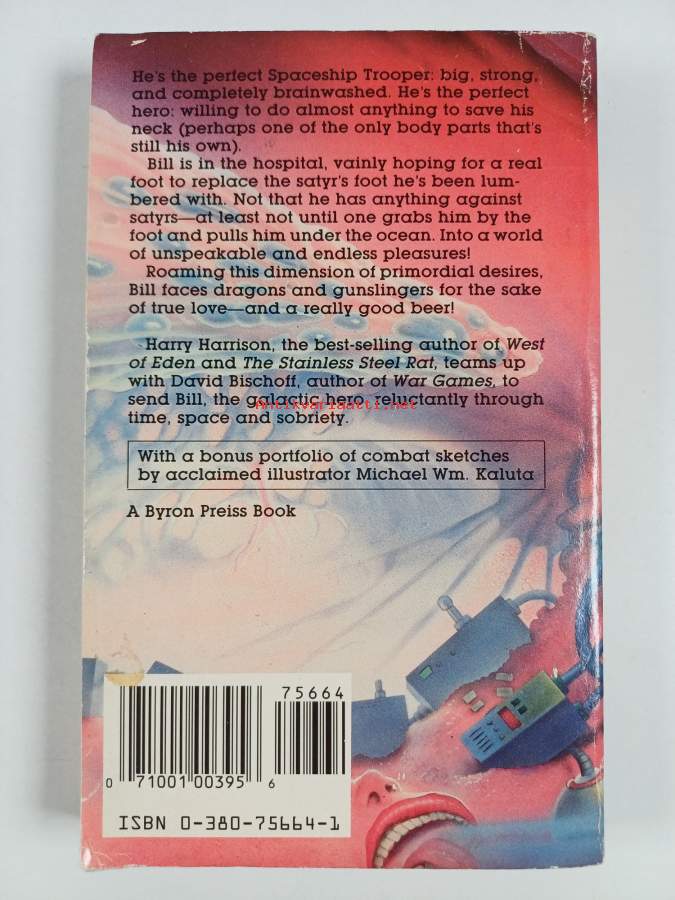 He's the perfect Spaceship Trooper: big, strong,
and completely brainwashed. He's the perfect
hero: willing to do almost anything to save his
neck (perhaps one of the only body parts that's
still his own).
Bill is in the hospital, vainly hoping for a real
foot to replace the satyr's foot he's been lum-
bered with. Not that he has anything against
satyrs—at least not until one grabs him by the
foot and pulls him under the ocean. Into a world
of unspeakable and endless pleasures!
Roaming this dimension of primordial desires,
Bill faces dragons and gunslingers for the sake
of true love—and a really good beer!
Harry Harrison, the best-selling author of West
of Eden and The Stainless Steel Rat, teams up
with David Bischoff, author of War Games, to
send Bill, the galactic hero, reluctantly through
Antikvariaatti.net
time, space and sobriety.
With a bonus portfolio of combat sketches
by acclaimed illustrator Michael Wm. Kaluta
A Byron Preiss Book
75664
0 71001 00395 6
ISBN 0-380-75664-1